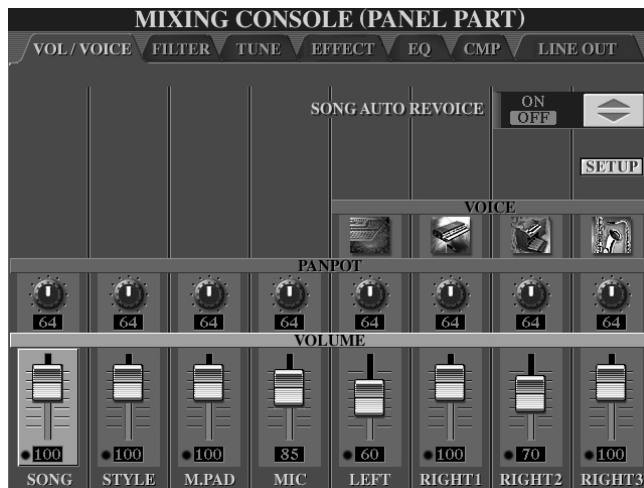 MIXING CONSOLE (PANEL PART)
VOL / VOICE FILTER TUNE EFFECT EQ CMP LINE OUT
SONG AUTO REVOICE ON
OFF
SETUP
VOICE
PANPOT
64 64 64 64 64 64 64 64
VOLUME
100 100 100 85 60 100 70 100
SONG STYLE M.PAD MIC LEFT RIGHT1 RIGHT2 RIGHT3